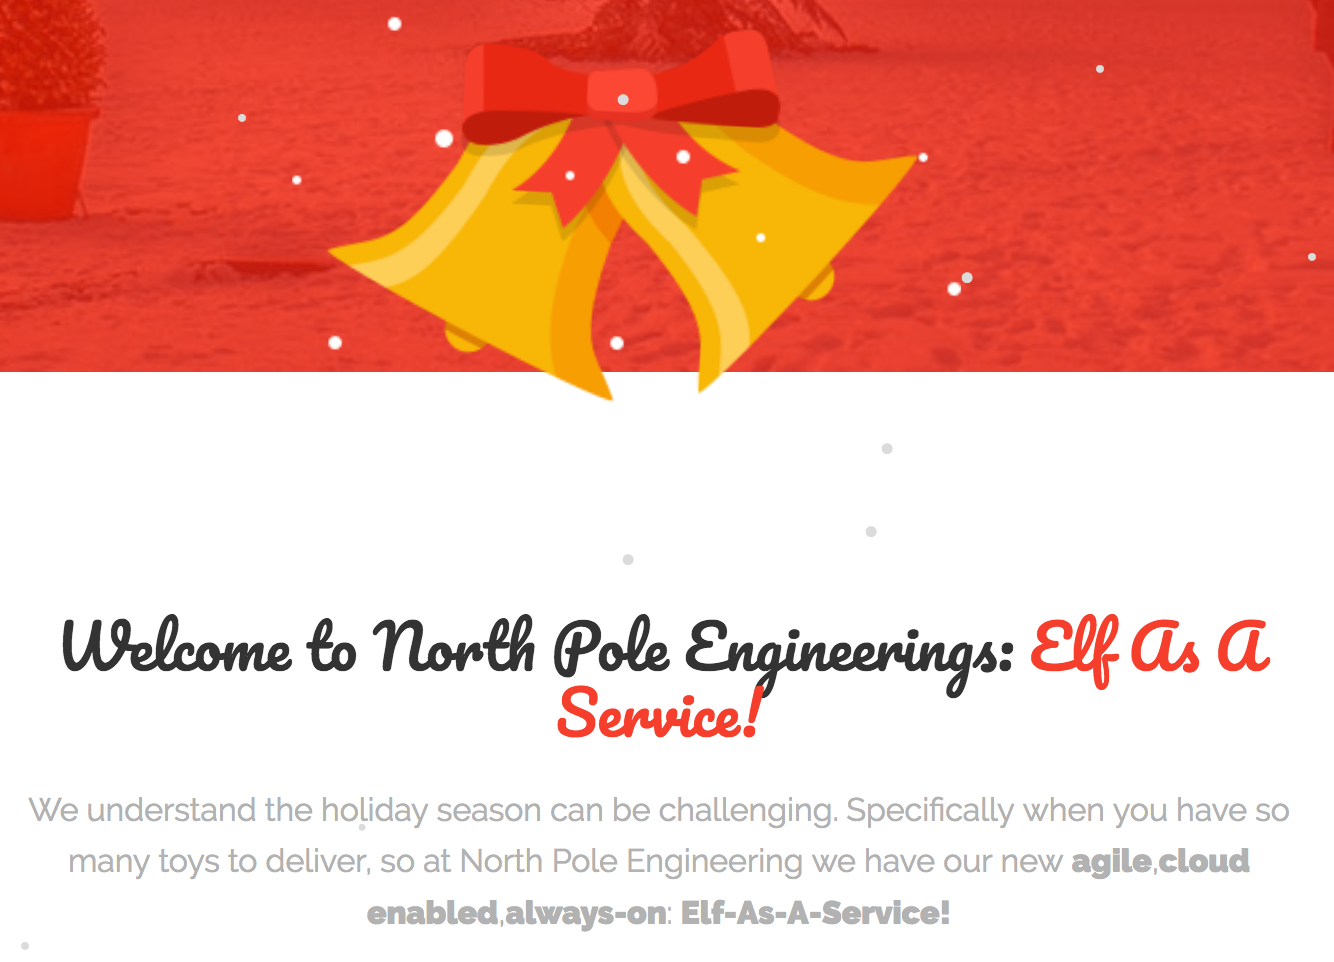 Welcome to North Pole Engineerings: Elf As A
Service!
We understand the holiday season can be challenging. Specifically when you have so
many toys to deliver, so at North Pole Engineering we have our new agile,cloud
enabled,always-on: Elf-As-A-Service!